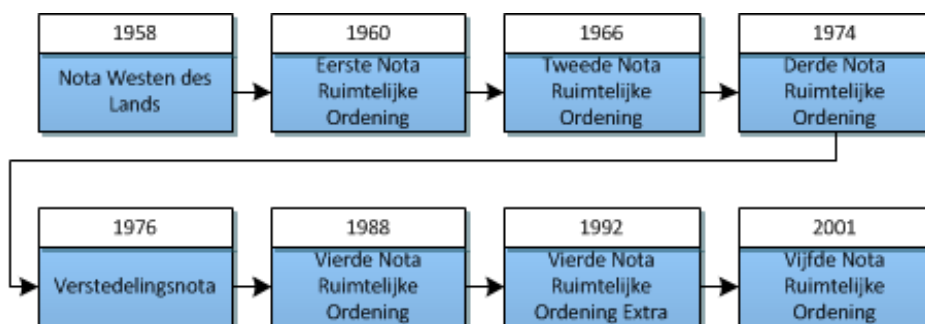 1958
Nota Westen des
Lands
1960
Eerste Nota
Ruimtelijke
Ordening
1966
Tweede Nota
Ruimtelijke
Ordening
1974
Derde Nota
Ruimtelijke
Ordening
1976
Verstedelingsnota
1988
Vierde Nota
Ruimtelijke
Ordening
1992
Vierde Nota
Ruimtelijke
Ordening Extra
2001
Vijfde Nota
Ruimtelijke
Ordening